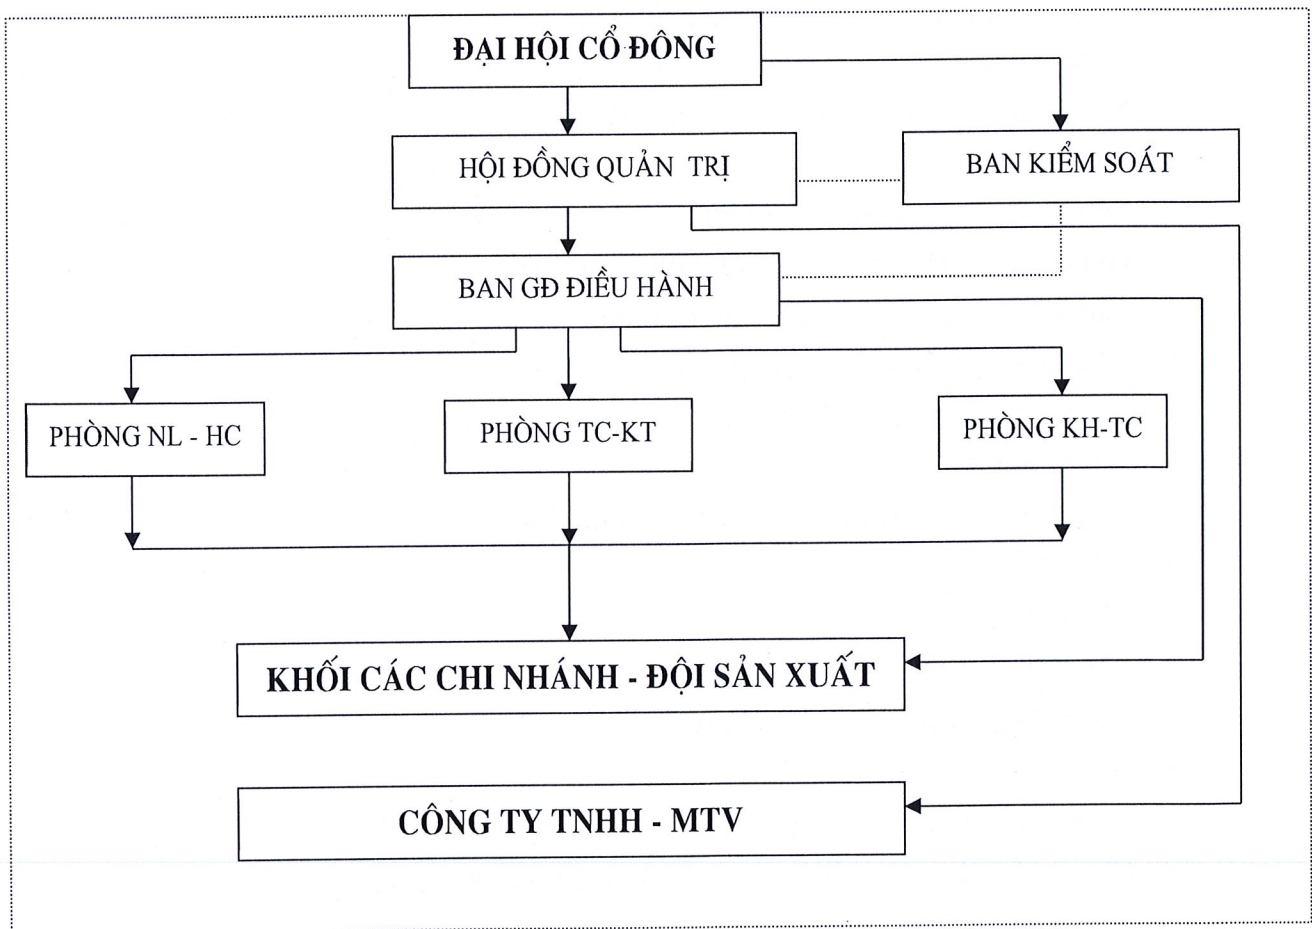 ĐẠI HỘI CỔ ĐÔNG
HỘI ĐỒNG QUẢN TRỊ
BAN KIỂM SOÁT
BAN GĐ ĐIỀU HÀNH
PHÒNG NL - HC
PHÒNG TC-KT
PHÒNG KH-TC
KHỐI CÁC CHI NHÁNH - ĐỘI SẢN XUẤT
CÔNG TY TNHH - MTV